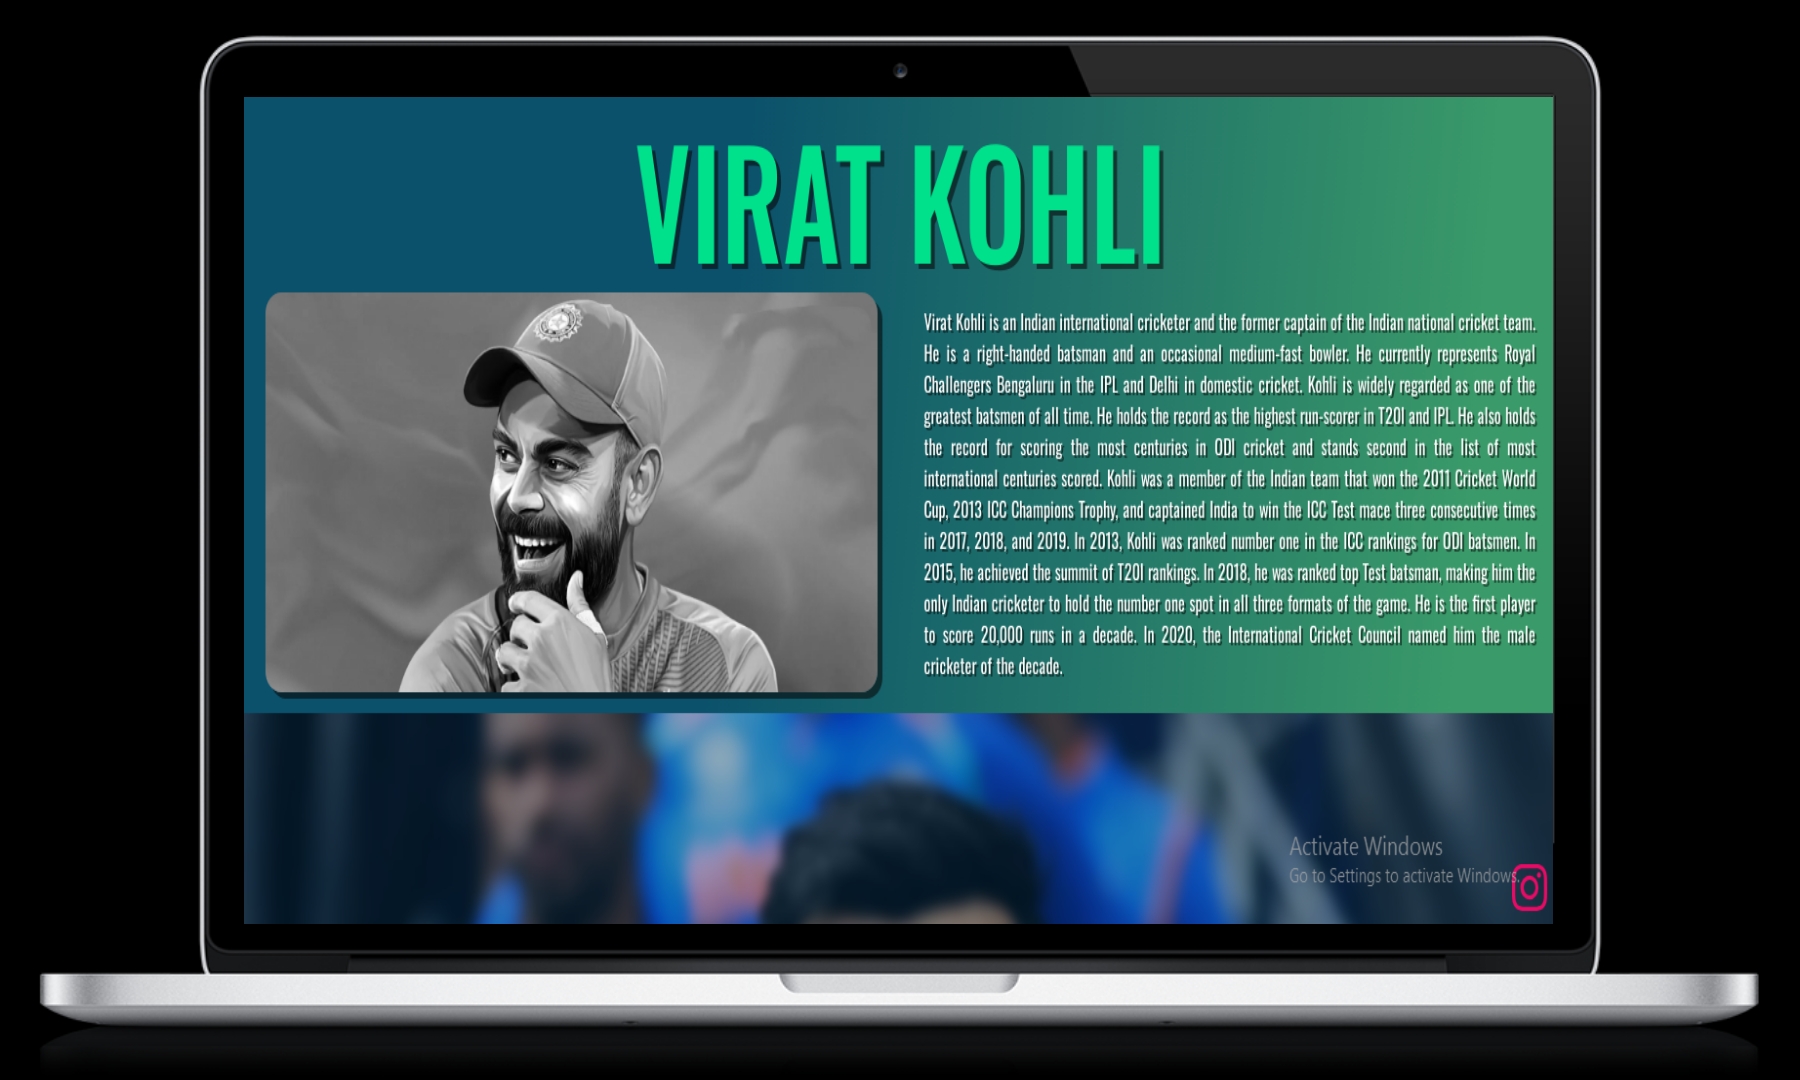 VIRAT KOHLI
Virat Kohli is an Indian international cricketer and the former captain of the Indian national cricket team.
He is a right-handed batsman and an occasional medium-fast bowler. He currently represents Royal
Challengers Bengaluru in the IPL and Delhi in domestic cricket. Kohli is widely regarded as one of the
greatest batsmen of all time. He holds the record as the highest run-scorer in T20I and IPL. He also holds
the record for scoring the most centuries in ODI cricket and stands second in the list of most
international centuries scored. Kohli was a member of the Indian team that won the 2011 Cricket World
Cup, 2013 ICC Champions Trophy, and captained India to win the ICC Test mace three consecutive times
in 2017, 2018, and 2019. In 2013, Kohli was ranked number one in the ICC rankings for ODI batsmen. In
2015, he achieved the summit of T20I rankings. In 2018, he was ranked top Test batsman, making him the
only Indian cricketer to hold the number one spot in all three formats of the game. He is the first player
to score 20,000 runs in a decade. In 2020, the International Cricket Council named him the male
cricketer of the decade.
Activate Windows
Go to Settings to activate Windows.